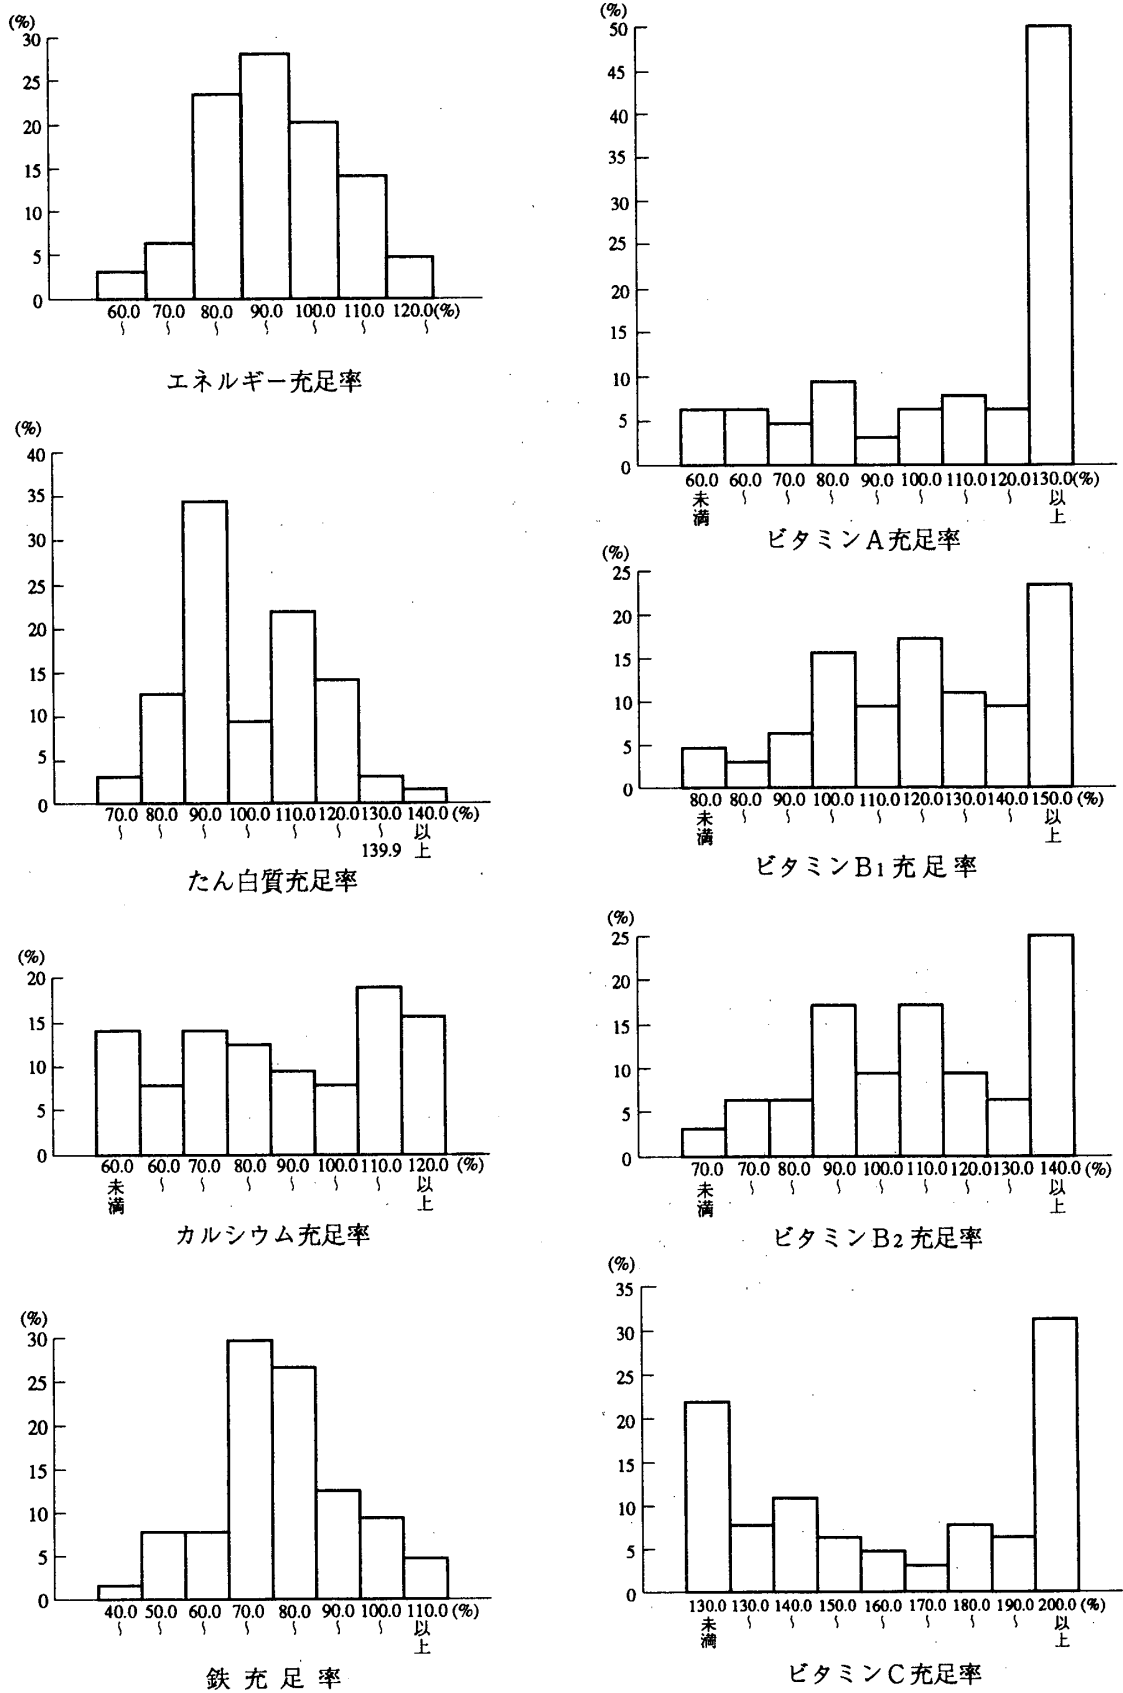 (%)
30
25
20
15
10
5
0
60.0 70.0 80.0 90.0 100.0 110.0 120.0(%)
~ ~ ~ ~ ~ ~ ~
エネルギー充足率
(%)
40
35
30
25
20
15
10
5
0
70.0 80.0 90.0 100.0 110.0 120.0 130.0 140.0 (%)
~ ~ ~ ~ ~ ~ ~ 以上
139.9
たん白質充足率
(%)
20
15
10
5
0
60.0 60.0 70.0 80.0 90.0 100.0 110.0 120.0 (%)
未満 ~ ~ ~ ~ ~ ~ 以上
カルシウム充足率
(%)
30
25
20
15
10
5
0
40.0 50.0 60.0 70.0 80.0 90.0 100.0 110.0 (%)
~ ~ ~ ~ ~ ~ ~ 以上
鉄充足率
(%)
50
45
40
35
30
25
20
15
10
5
0
60.0 60.0 70.0 80.0 90.0 100.0 110.0 120.0 130.0(%)
未満 ~ ~ ~ ~ ~ ~ ~ 以上
ビタミンA充足率
(%)
25
20
15
10
5
0
80.0 80.0 90.0 100.0 110.0 120.0 130.0 140.0 150.0 (%)
未満 ~ ~ ~ ~ ~ ~ ~ 以上
ビタミンB1充足率
(%)
25
20
15
10
5
0
70.0 70.0 80.0 90.0 100.0 110.0 120.0 130.0 140.0 (%)
未満 ~ ~ ~ ~ ~ ~ ~ 以上
ビタミンB2充足率
(%)
35
30
25
20
15
10
5
0
130.0 130.0 140.0 150.0 160.0 170.0 180.0 190.0 200.0 (%)
未満 ~ ~ ~ ~ ~ ~ ~ 以上
ビタミンC充足率